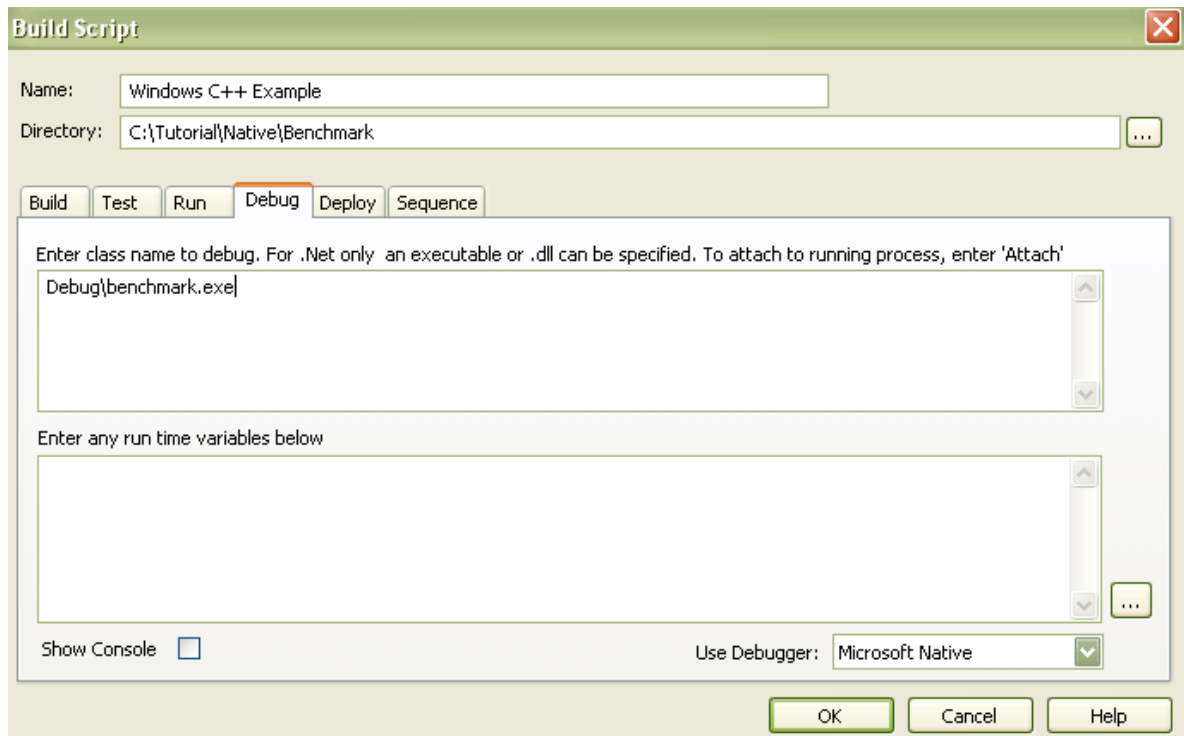 Build Script
Name: Windows C++ Example
Directory: C:\Tutorial\Native\Benchmark ...
Build Test Run Debug Deploy Sequence
Enter class name to debug. For .Net only an executable or .dll can be specified. To attach to running process, enter 'Attach'
Debug\benchmark.exe
Enter any run time variables below
...
Show Console Use Debugger: Microsoft Native
OK Cancel Help